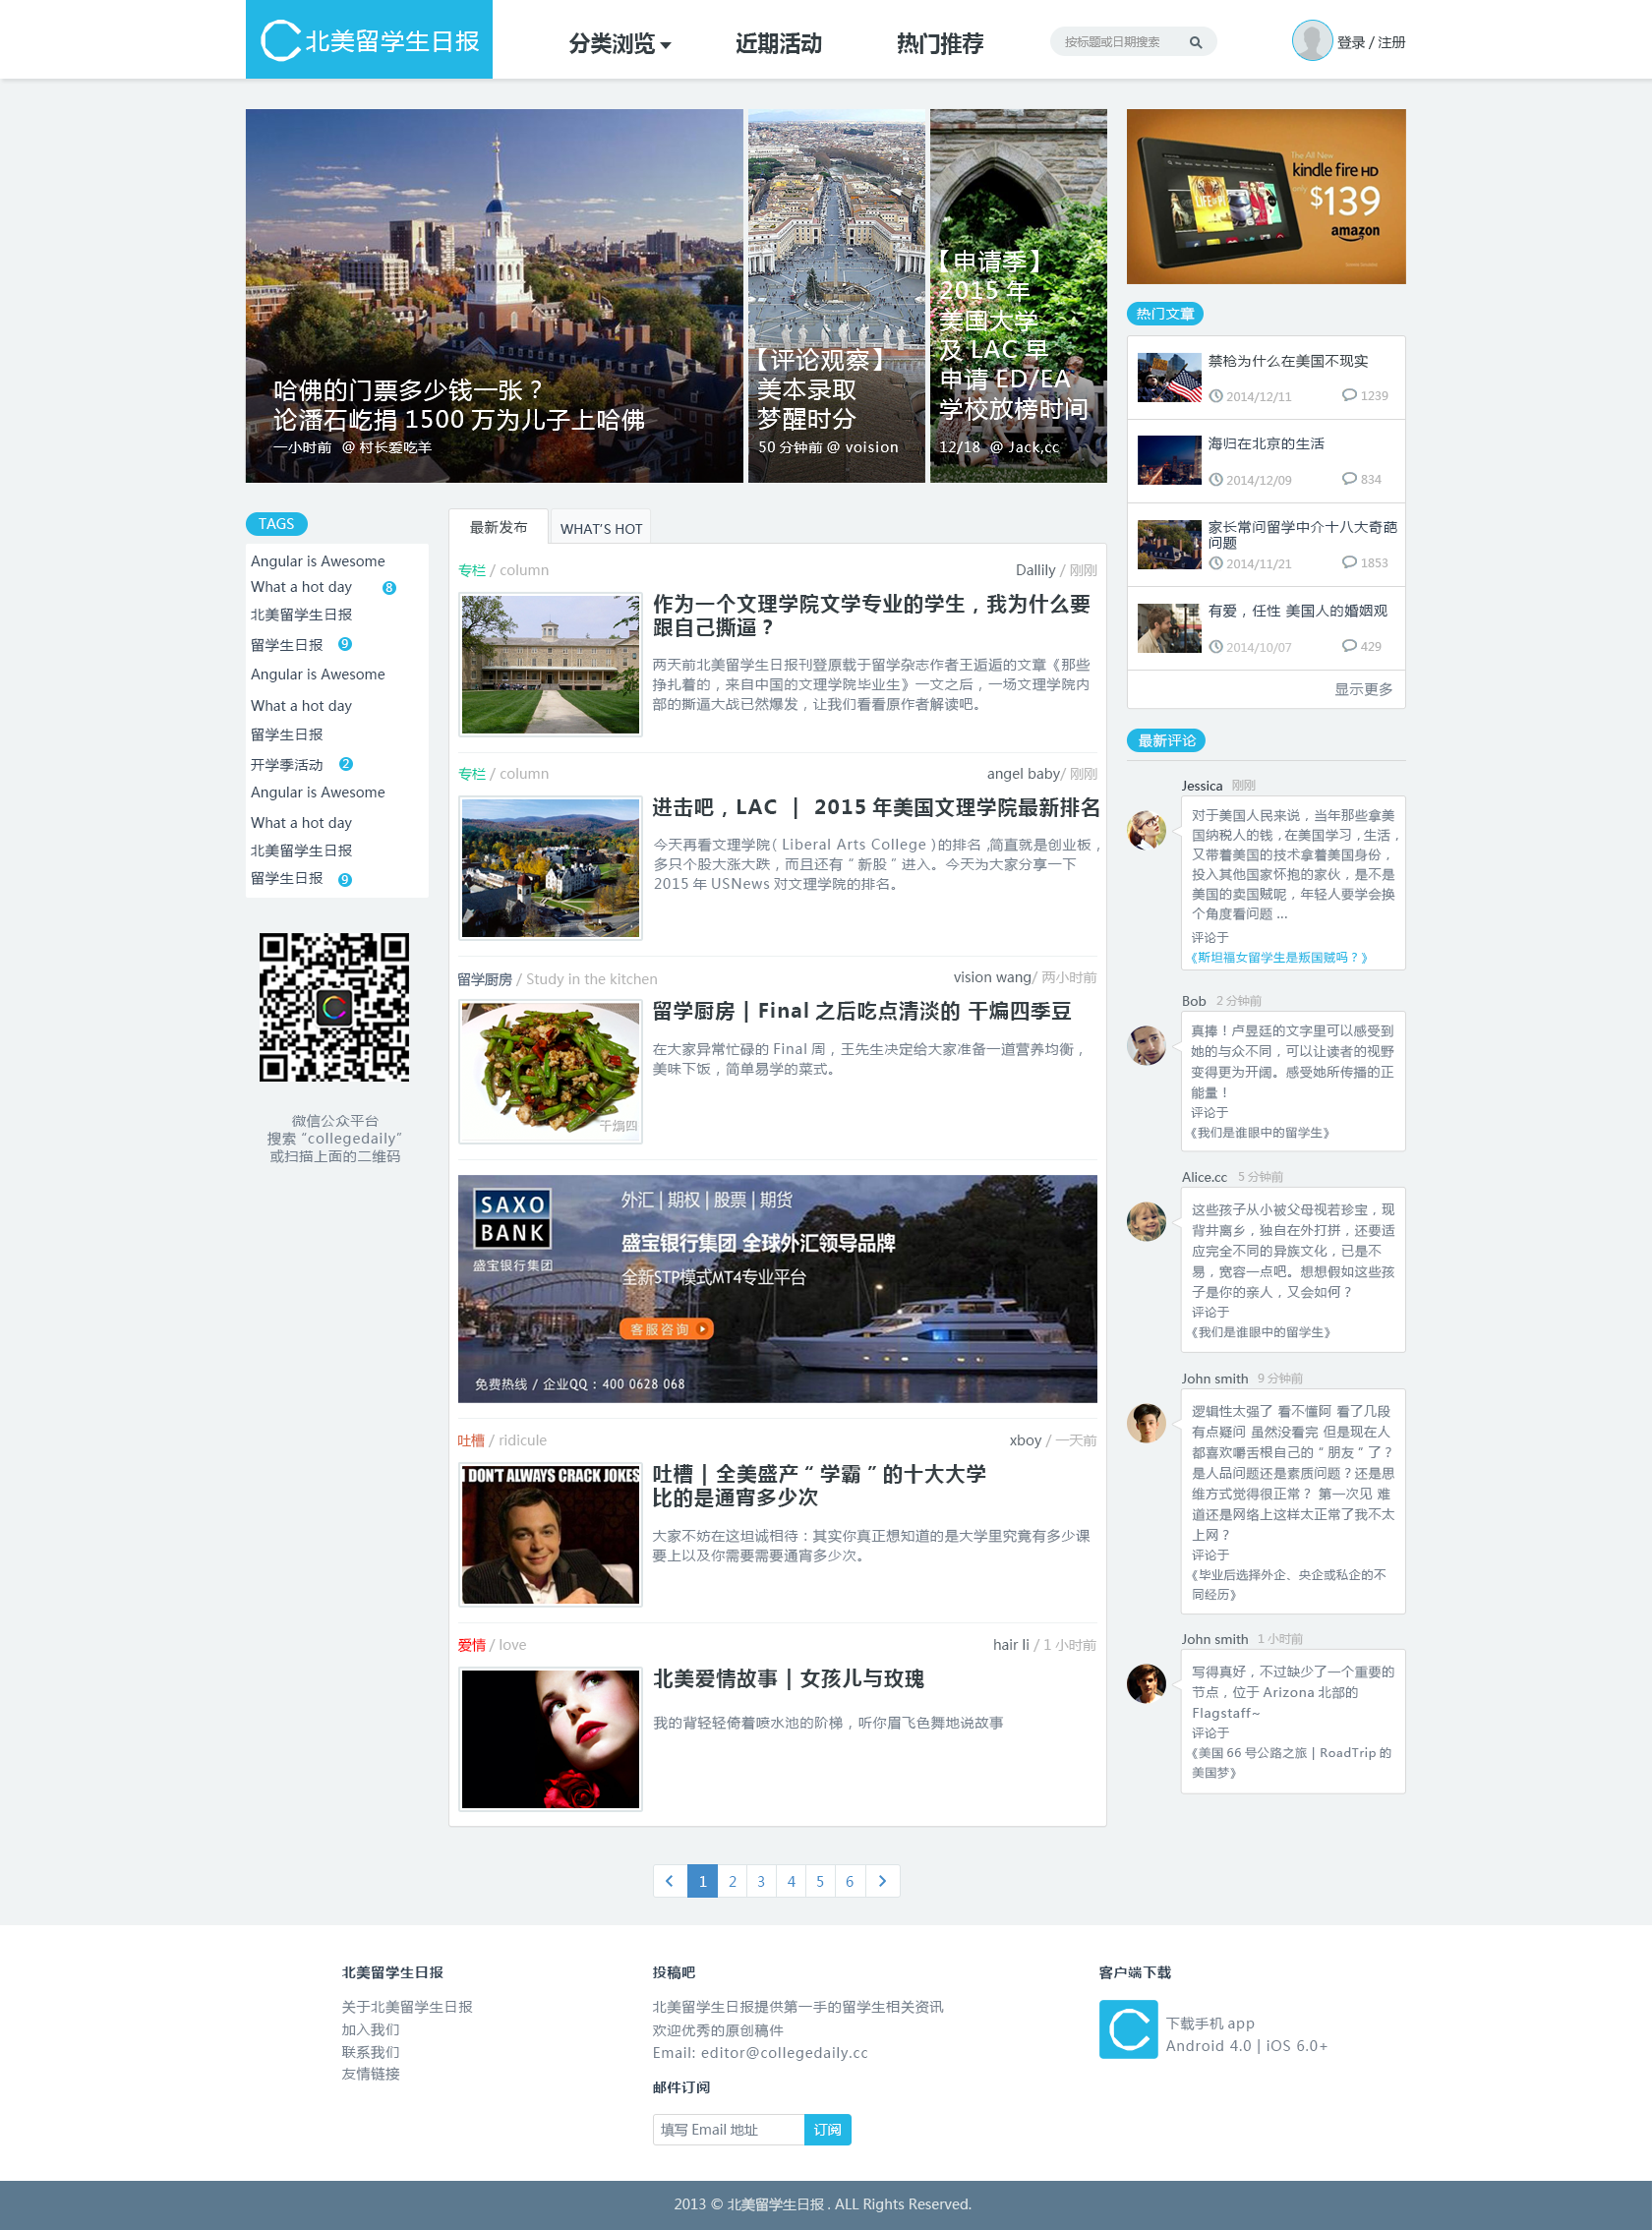 北美留学生日报
分类浏览
近期活动
热门推荐
按标题或日期搜索
登录 / 注册
哈佛的门票多少钱一张？
论潘石屹捐 1500 万为儿子上哈佛
一小时前 @ 村长爱吃羊
【评论观察】
美本录取
梦醒时分
50 分钟前 @ voision
【申请季】
2015 年
美国大学
及 LAC 早
申请 ED/EA
学校放榜时间
12/18 @ Jack,cc
The All New
kindle fire HD
only $139
amazon
热门文章
禁枪为什么在美国不现实
2014/12/11 1239
海归在北京的生活
2014/12/09 834
家长常问留学中介十八大奇葩
问题
2014/11/21 1853
有爱，任性 美国人的婚姻观
2014/10/07 429
显示更多
TAGS
Angular is Awesome
What a hot day 8
北美留学生日报
留学生日报 9
Angular is Awesome
What a hot day
留学生日报
开学季活动 2
Angular is Awesome
What a hot day
北美留学生日报
留学生日报 9
微信公众平台
搜索 “collegedaily”
或扫描上面的二维码
最新发布
WHAT'S HOT
专栏 / column
Dallily / 刚刚
作为一个文理学院文学专业的学生，我为什么要
跟自己撕逼？
两天前北美留学生日报刊登原载于留学杂志作者王逅逅的文章《那些
挣扎着的，来自中国的文理学院毕业生》一文之后，一场文理学院内
部的撕逼大战已然爆发，让我们看看原作者解读吧。
专栏 / column
angel baby/ 刚刚
进击吧，LAC ｜ 2015 年美国文理学院最新排名
今天再看文理学院( Liberal Arts College )的排名 ,简直就是创业板，
多只个股大涨大跌，而且还有 " 新股 " 进入。今天为大家分享一下
2015 年 USNews 对文理学院的排名。
留学厨房 / Study in the kitchen
vision wang/ 两小时前
留学厨房 | Final 之后吃点清淡的 干煸四季豆
在大家异常忙碌的 Final 周，王先生决定给大家准备一道营养均衡，
美味下饭，简单易学的菜式。
干煸四
SAXO
BANK
盛宝银行集团
外汇 | 期权 | 股票 | 期货
盛宝银行集团 全球外汇领导品牌
全新STP模式MT4专业平台
客服咨询
免费热线 / 企业QQ：400 0628 068
吐槽 / ridicule
xboy / 一天前
I DON'T ALWAYS CRACK JOKES
吐槽 | 全美盛产 " 学霸 " 的十大大学
比的是通宵多少次
大家不妨在这坦诚相待：其实你真正想知道的是大学里究竟有多少课
要上以及你需要需要通宵多少次。
爱情 / love
hair li / 1 小时前
北美爱情故事 | 女孩儿与玫瑰
我的背轻轻倚着喷水池的阶梯，听你眉飞色舞地说故事
1 2 3 4 5 6
最新评论
Jessica 刚刚
对于美国人民来说，当年那些拿美
国纳税人的钱 , 在美国学习 , 生活 ,
又带着美国的技术拿着美国身份，
投入其他国家怀抱的家伙，是不是
美国的卖国贼呢，年轻人要学会换
个角度看问题 ...
评论于
《斯坦福女留学生是叛国贼吗？》
Bob 2 分钟前
真捧！卢昱廷的文字里可以感受到
她的与众不同，可以让读者的视野
变得更为开阔。感受她所传播的正
能量！
评论于
《我们是谁眼中的留学生》
Alice.cc 5 分钟前
这些孩子从小被父母视若珍宝，现
背井离乡，独自在外打拼，还要适
应完全不同的异族文化，已是不
易，宽容一点吧。想想假如这些孩
子是你的亲人，又会如何？
评论于
《我们是谁眼中的留学生》
John smith 9 分钟前
逻辑性太强了 看不懂阿 看了几段
有点疑问 虽然没看完 但是现在人
都喜欢嚼舌根自己的 " 朋友 " 了？
是人品问题还是素质问题？还是思
维方式觉得很正常？ 第一次见 难
道还是网络上这样太正常了我不太
上网？
评论于
《毕业后选择外企、央企或私企的不
同经历》
John smith 1 小时前
写得真好，不过缺少了一个重要的
节点，位于 Arizona 北部的
Flagstaff~
评论于
《美国 66 号公路之旅 | RoadTrip 的
美国梦》
北美留学生日报
关于北美留学生日报
加入我们
联系我们
友情链接
投稿吧
北美留学生日报提供第一手的留学生相关资讯
欢迎优秀的原创稿件
Email: editor@collegedaily.cc
邮件订阅
填写 Email 地址
订阅
客户端下载
下载手机 app
Android 4.0 | iOS 6.0+
2013 © 北美留学生日报 . ALL Rights Reserved.